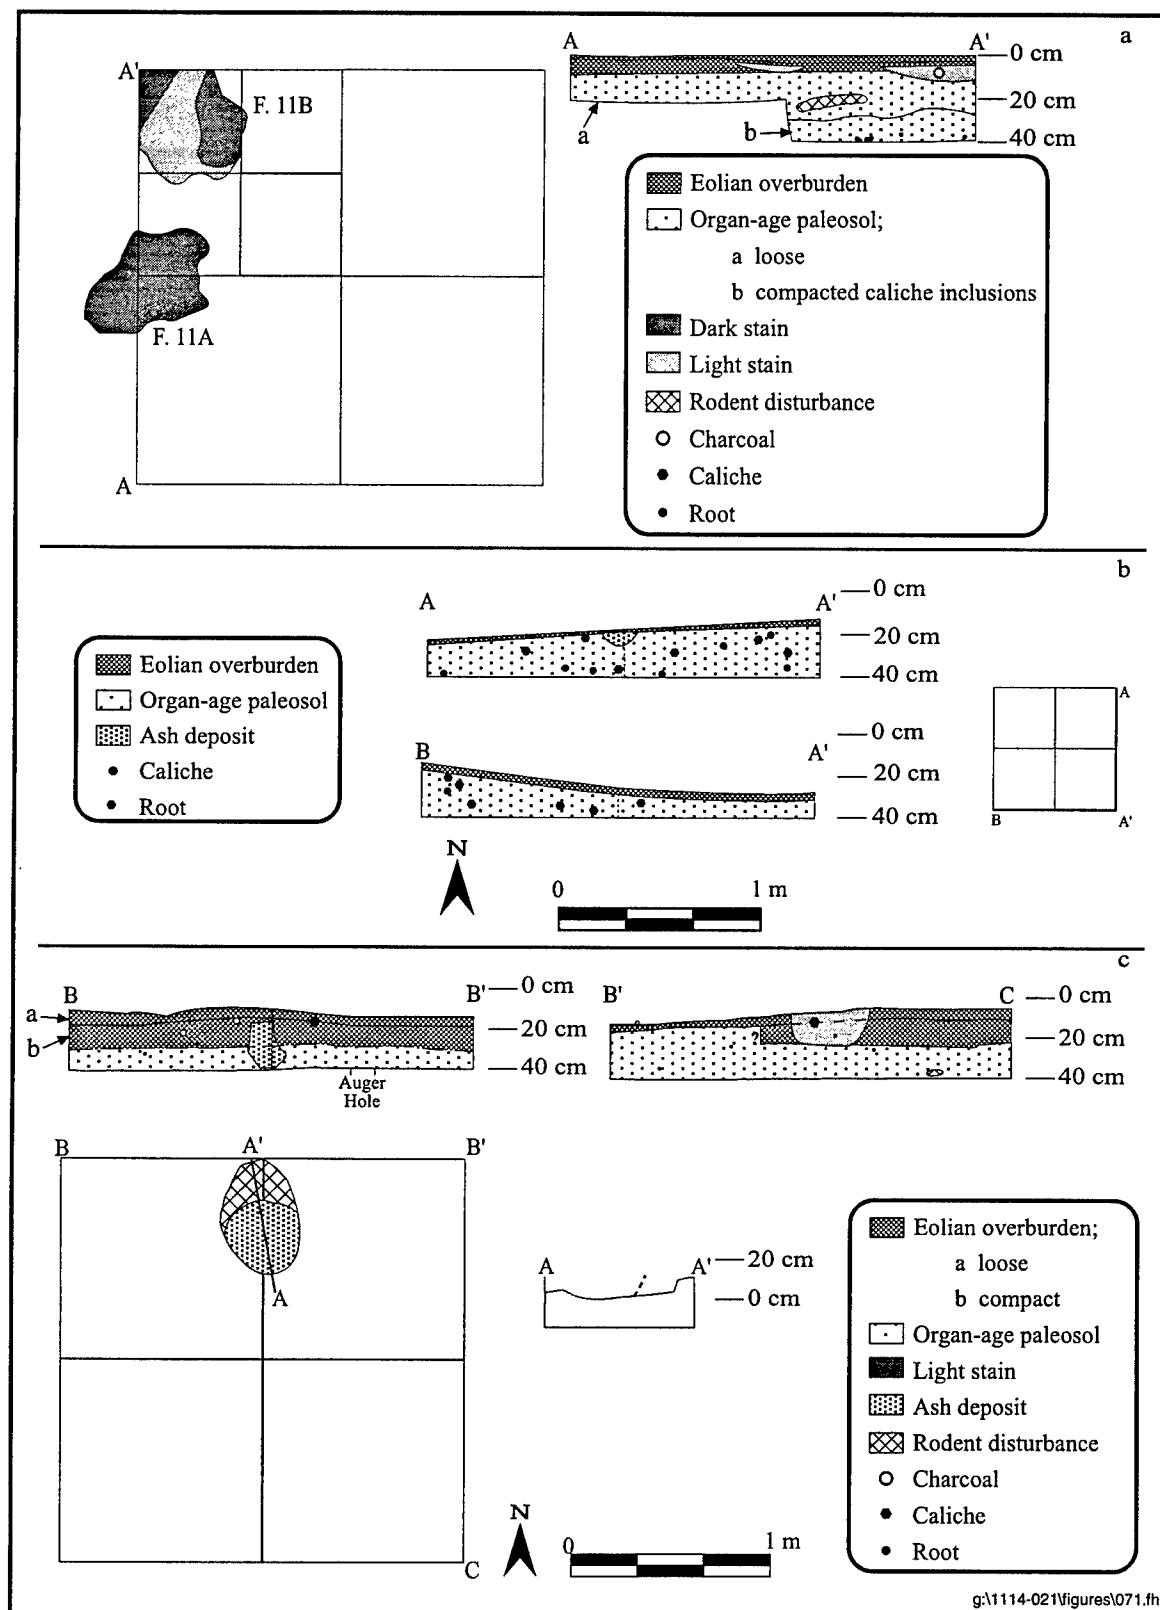 a
A
A'
0 cm
20 cm
40 cm
a
b
A'
F. 11B
F. 11A
A
Eolian overburden
Organ-age paleosol;
a loose
b compacted caliche inclusions
Dark stain
Light stain
Rodent disturbance
Charcoal
Caliche
Root
b
A
A'
0 cm
20 cm
40 cm
Eolian overburden
Organ-age paleosol
Ash deposit
Caliche
Root
B
A'
0 cm
20 cm
40 cm
A
B
A'
N
0
1 m
c
B
B'
0 cm
20 cm
40 cm
a
b
Auger
Hole
B'
C
0 cm
20 cm
40 cm
?
B
A'
B'
A
C
A
A'
20 cm
0 cm
Eolian overburden;
a loose
b compact
Organ-age paleosol
Light stain
Ash deposit
Rodent disturbance
Charcoal
Caliche
Root
N
0
1 m
g:\1114-021\figures\071.fh